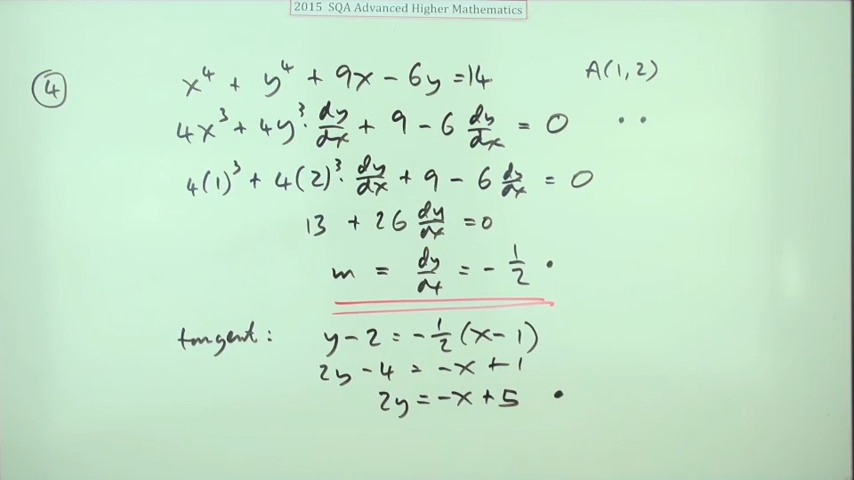 2015 SQA Advanced Higher Mathematics
④ x⁴ + y⁴ + 9x - 6y = 14 A(1, 2)
4x³ + 4y³. dy/dx + 9 - 6 dy/dx = 0 . .
4(1)³ + 4(2)³. dy/dx + 9 - 6 dy/dx = 0
13 + 26 dy/dx = 0
m = dy/dx = - 1/2 .
tangent: y - 2 = - 1/2 (x - 1)
2y - 4 = -x + 1
2y = -x + 5 .